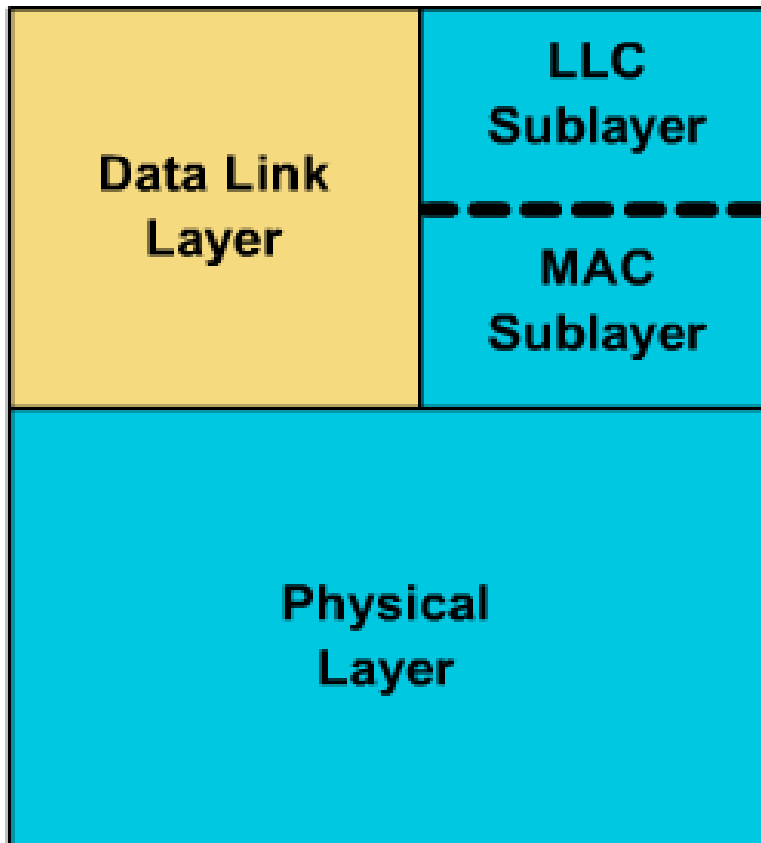 Data Link
Layer
LLC
Sublayer
MAC
Sublayer
Physical
Layer